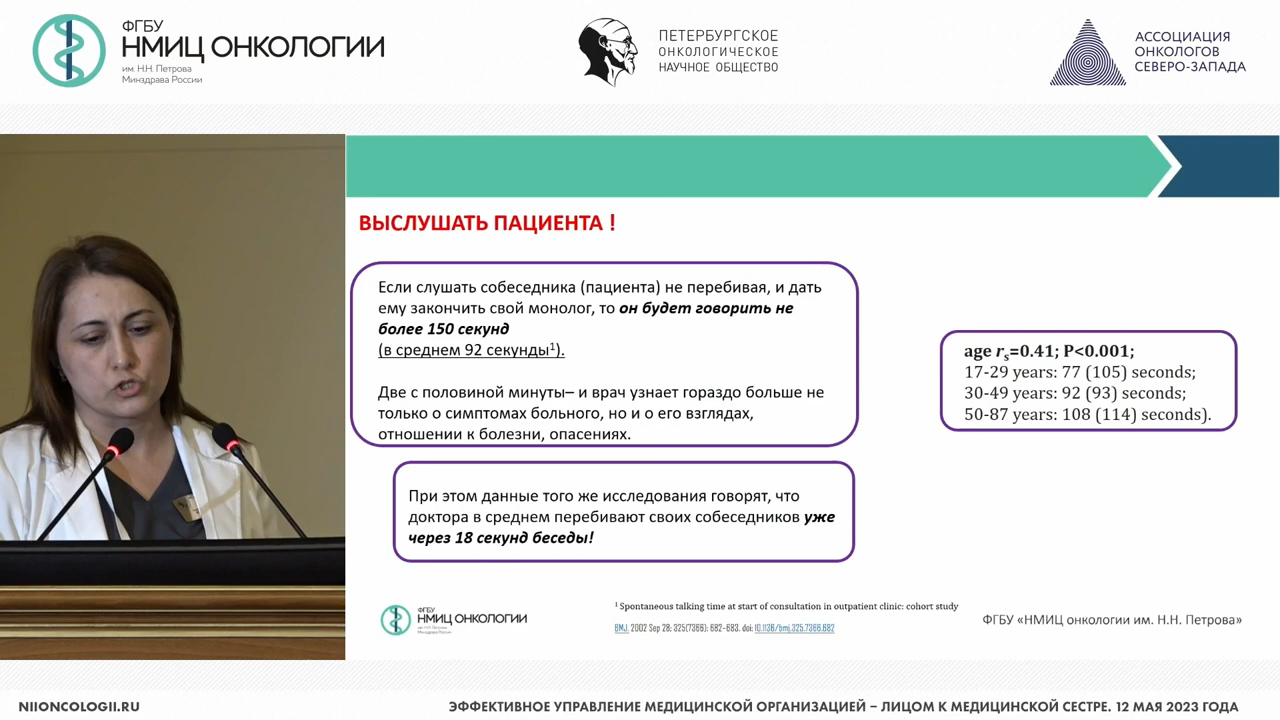 ФГБУ
НМИЦ ОНКОЛОГИИ
им. Н.Н. Петрова
Минздрава России
ПЕТЕРБУРГСКОЕ
ОНКОЛОГИЧЕСКОЕ
НАУЧНОЕ ОБЩЕСТВО
АССОЦИАЦИЯ
ОНКОЛОГОВ
СЕВЕРО-ЗАПАДА
ВЫСЛУШАТЬ ПАЦИЕНТА !
Если слушать собеседника (пациента) не перебивая, и дать
ему закончить свой монолог, то он будет говорить не
более 150 секунд
(в среднем 92 секунды¹).
Две с половиной минуты– и врач узнает гораздо больше не
только о симптомах больного, но и о его взглядах,
отношении к болезни, опасениях.
age rs=0.41; P<0.001;
17-29 years: 77 (105) seconds;
30-49 years: 92 (93) seconds;
50-87 years: 108 (114) seconds).
При этом данные того же исследования говорят, что
доктора в среднем перебивают своих собеседников уже
через 18 секунд беседы!
ФГБУ
НМИЦ ОНКОЛОГИИ
им. Н.Н. Петрова
Минздрава России
¹ Spontaneous talking time at start of consultation in outpatient clinic: cohort study
BMJ. 2002 Sep 28; 325(7366): 682–683. doi: 10.1136/bmj.325.7366.682
ФГБУ «НМИЦ онкологии им. Н.Н. Петрова»
NIIONCOLOGII.RU
ЭФФЕКТИВНОЕ УПРАВЛЕНИЕ МЕДИЦИНСКОЙ ОРГАНИЗАЦИЕЙ – ЛИЦОМ К МЕДИЦИНСКОЙ СЕСТРЕ. 12 МАЯ 2023 ГОДА